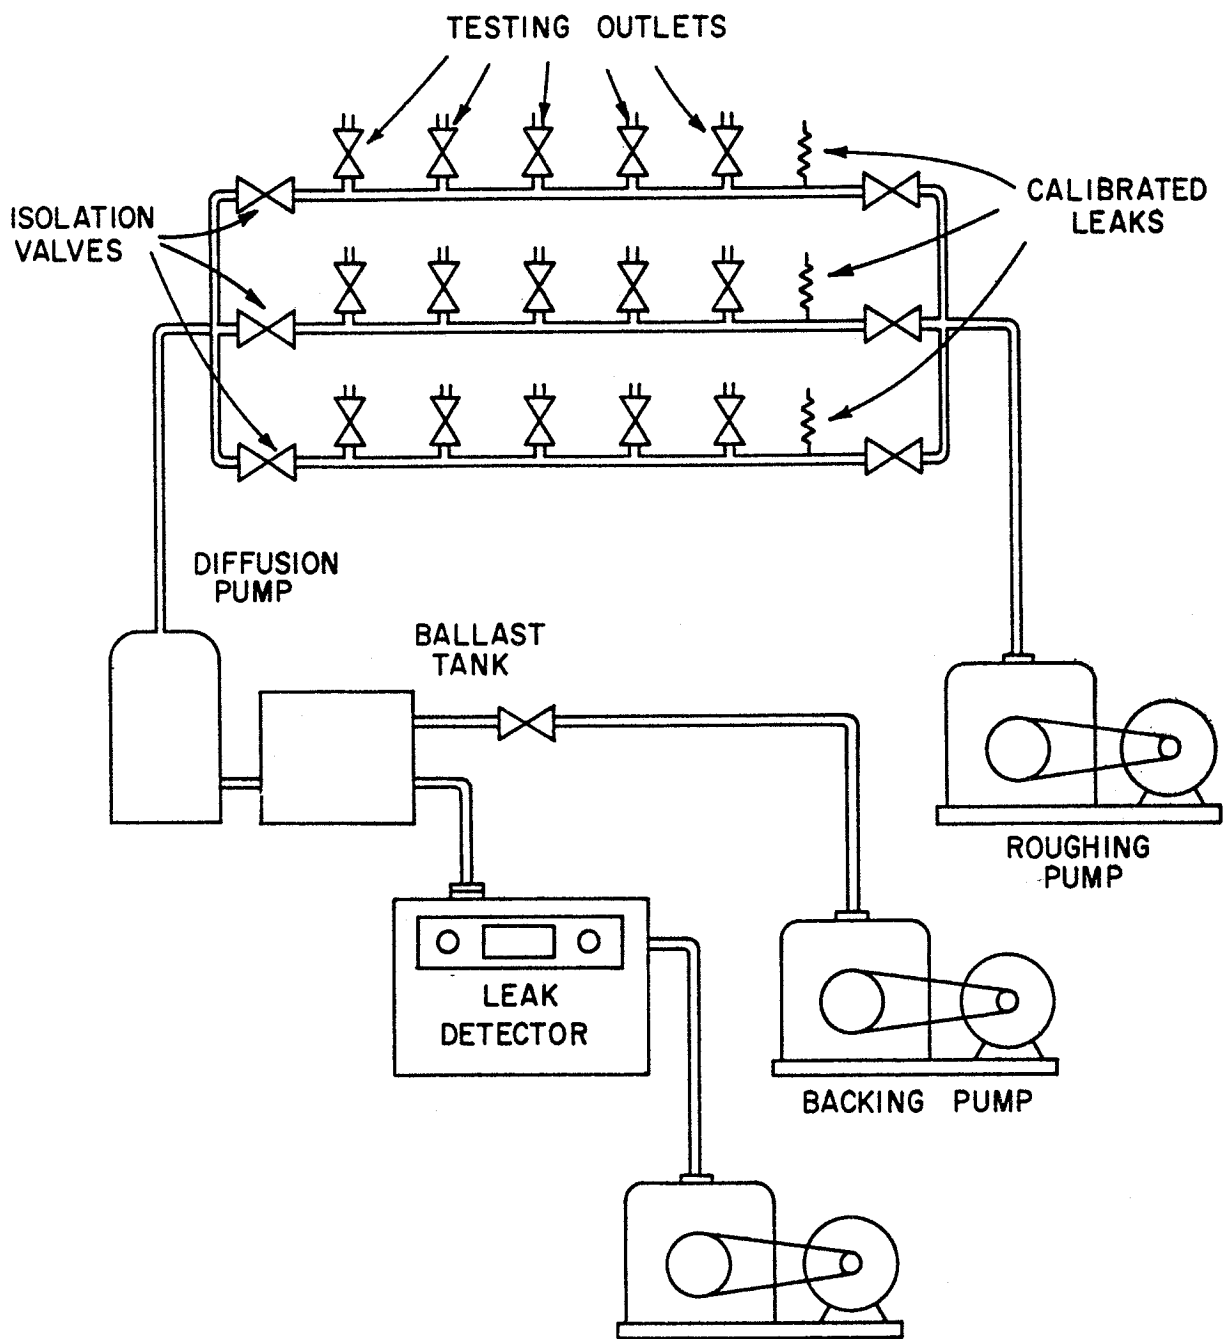 TESTING OUTLETS
ISOLATION
VALVES
CALIBRATED
LEAKS
DIFFUSION
PUMP
BALLAST
TANK
ROUGHING
PUMP
LEAK
DETECTOR
BACKING PUMP